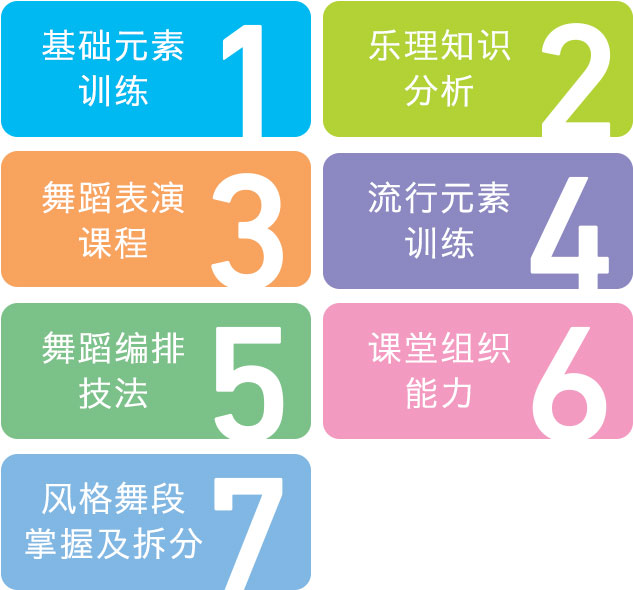 基础元素
训练
1
乐理知识
分析
2
舞蹈表演
课程
3
流行元素
训练
4
舞蹈编排
技法
5
课堂组织
能力
6
风格舞段
掌握及拆分
7